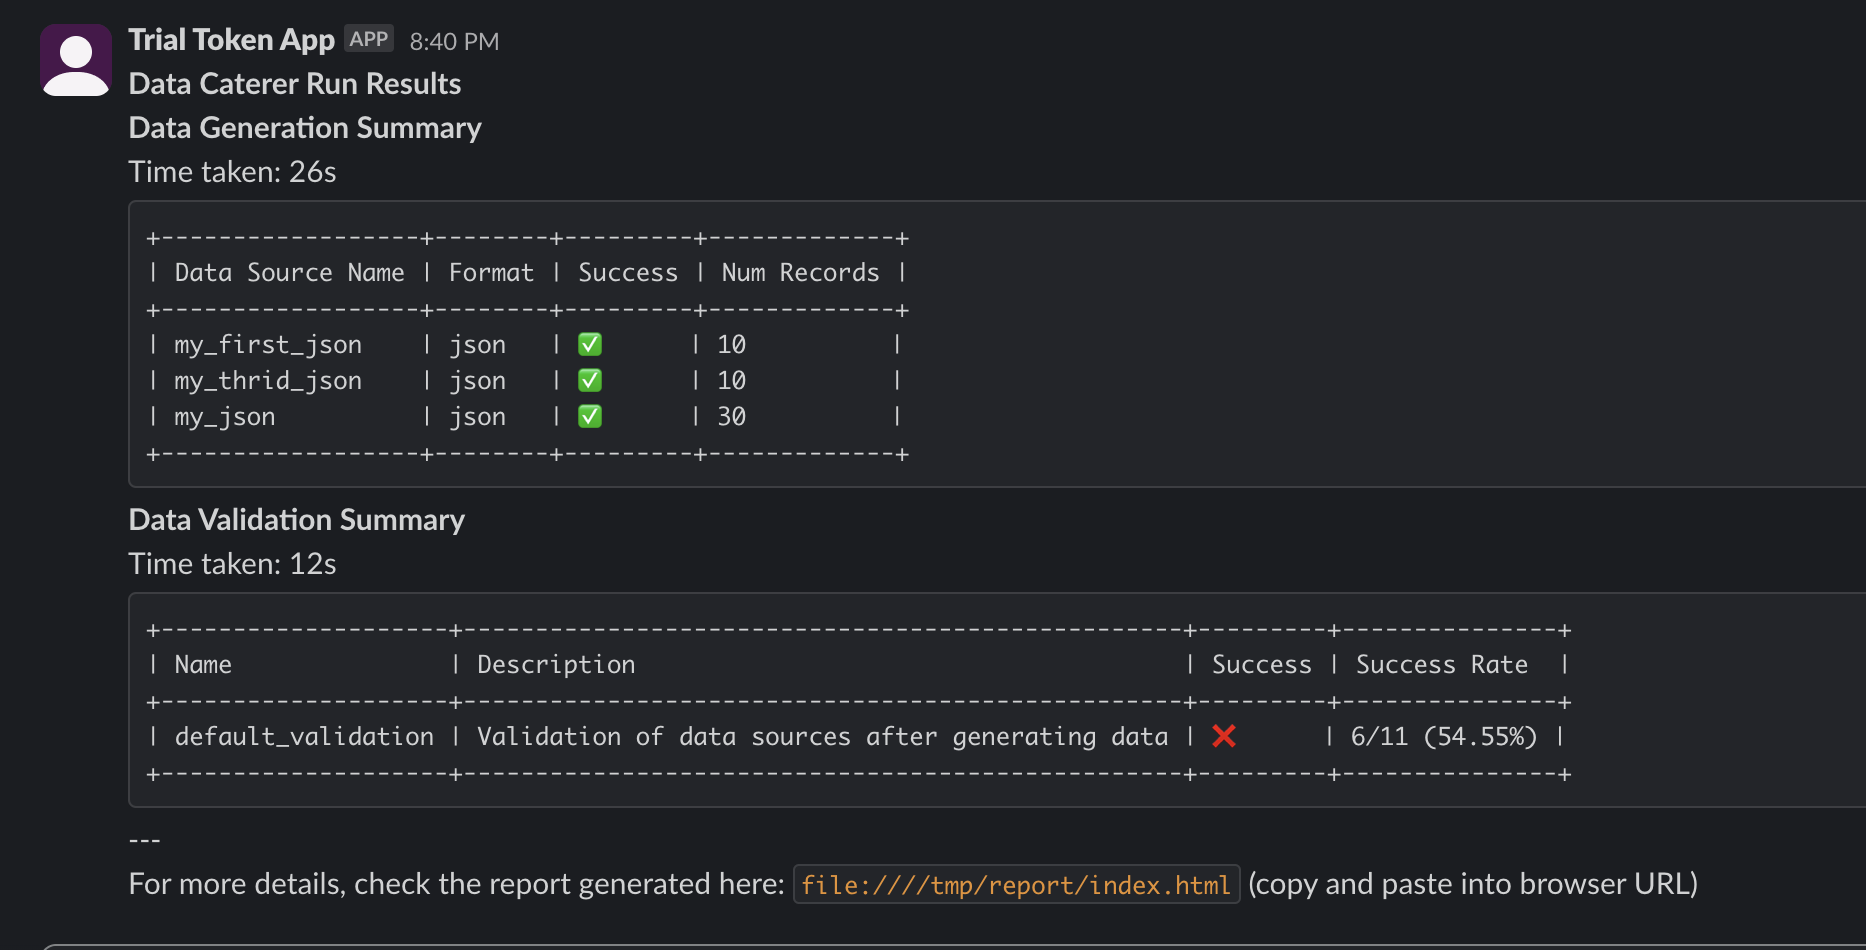 Trial Token App APP 8:40 PM
Data Caterer Run Results
Data Generation Summary
Time taken: 26s
+------------------+--------+---------+-------------+
| Data Source Name | Format | Success | Num Records |
+------------------+--------+---------+-------------+
| my_first_json    | json   | ✅      | 10          |
| my_thrid_json    | json   | ✅      | 10          |
| my_json          | json   | ✅      | 30          |
+------------------+--------+---------+-------------+
Data Validation Summary
Time taken: 12s
+--------------------+--------------------------------------------------+---------+---------------+
| Name               | Description                                      | Success | Success Rate  |
+--------------------+--------------------------------------------------+---------+---------------+
| default_validation | Validation of data sources after generating data | ❌      | 6/11 (54.55%) |
+--------------------+--------------------------------------------------+---------+---------------+
---
For more details, check the report generated here: file:////tmp/report/index.html (copy and paste into browser URL)